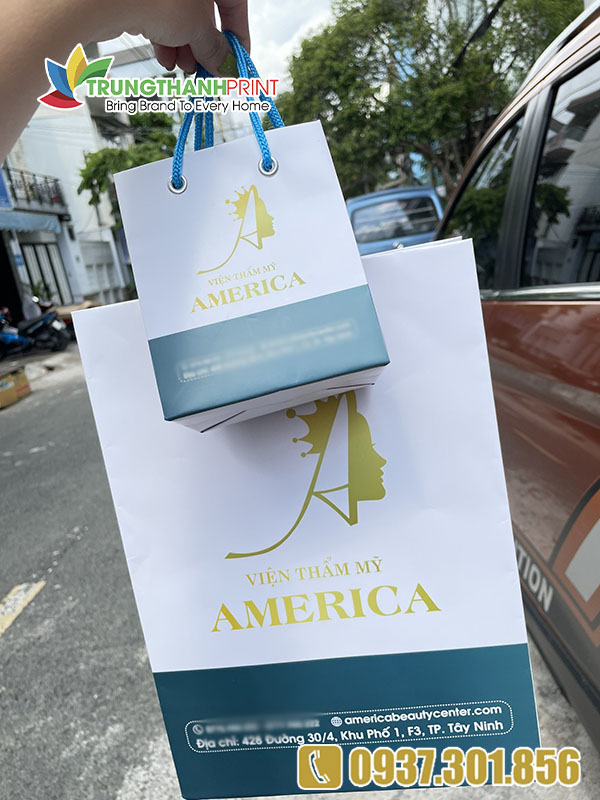 TRUNGTHANHPRINT
Bring Brand To Every Home
VIỆN THẨM MỸ
AMERICA
VIỆN THẨM MỸ
AMERICA
americabeautycenter.com
Địa chỉ: 428 Đường 30/4, Khu Phố 1, F3, TP. Tây Ninh
TION
0937.301.856